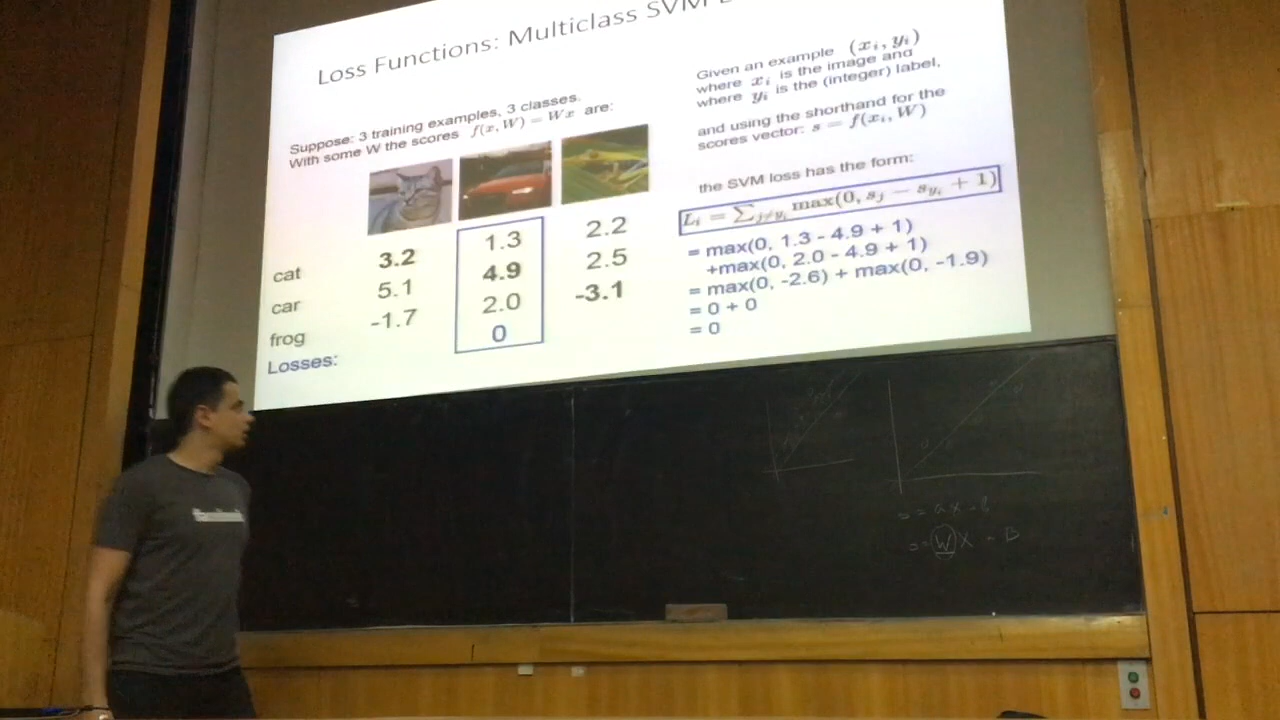 Loss Functions: Multiclass SVM
Suppose: 3 training examples, 3 classes.
With some W the scores f(x, W) = Wx are:
cat 3.2 1.3 2.2
car 5.1 4.9 2.5
frog -1.7 2.0 -3.1
Losses: 0
Given an example (xᵢ, yᵢ)
where xᵢ is the image and
where yᵢ is the (integer) label,
and using the shorthand for the
scores vector: s = f(xᵢ, W)
the SVM loss has the form:
Lᵢ = ∑ⱼ≠yᵢ max(0, sⱼ − syᵢ + 1)
= max(0, 1.3 - 4.9 + 1)
+max(0, 2.0 - 4.9 + 1)
= max(0, -2.6) + max(0, -1.9)
= 0 + 0
= 0